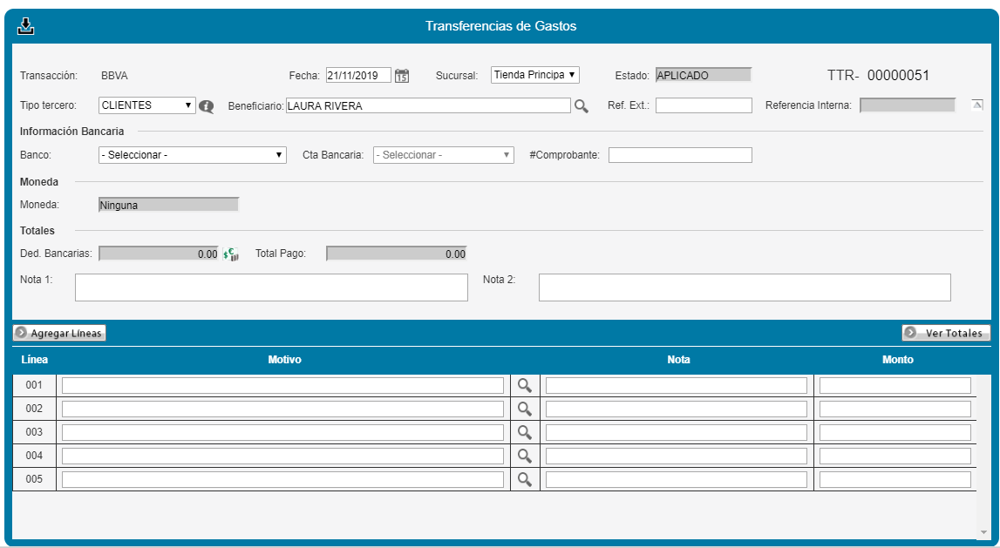 Transferencias de Gastos
Transacción: BBVA Fecha: 21/11/2019 15 Sucursal: Tienda Principa Estado: APLICADO TTR- 00000051
Tipo tercero: CLIENTES Beneficiario: LAURA RIVERA Ref. Ext.: Referencia Interna:
Información Bancaria
Banco: - Seleccionar - Cta Bancaria: - Seleccionar - #Comprobante:
Moneda
Moneda: Ninguna
Totales
Ded. Bancarias: 0.00 Total Pago: 0.00
Nota 1: Nota 2:
Agregar Líneas Ver Totales
Línea Motivo Nota Monto
001
002
003
004
005